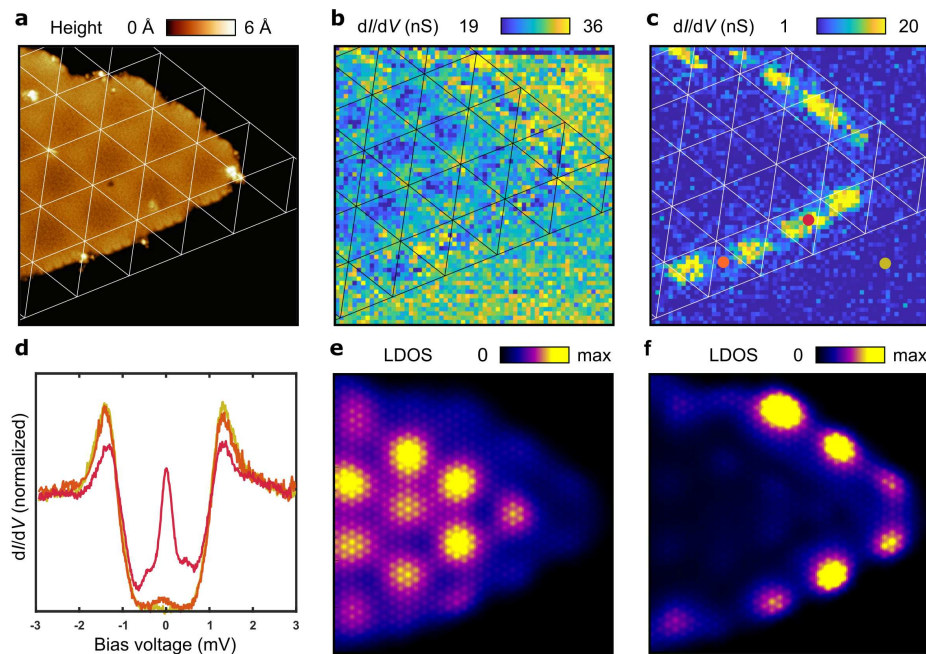 a Height 0 Å 6 Å
b dI/dV (nS) 19 36
c dI/dV (nS) 1 20
d
dI/dV (normalized)
-3 -2 -1 0 1 2 3
Bias voltage (mV)
e LDOS 0 max
f LDOS 0 max